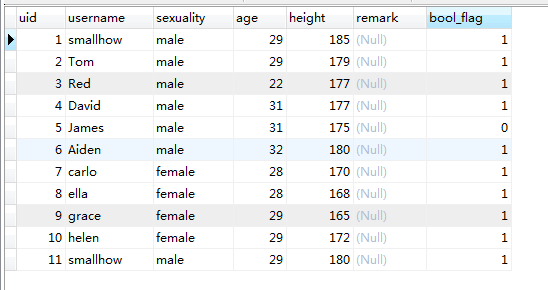 uid username sexuality age height remark bool_flag
1 smallhow male 29 185 (Null) 1
2 Tom male 29 179 (Null) 1
3 Red male 22 177 (Null) 1
4 David male 31 177 (Null) 1
5 James male 31 175 (Null) 0
6 Aiden male 32 180 (Null) 1
7 carlo female 28 170 (Null) 1
8 ella female 28 168 (Null) 1
9 grace female 29 165 (Null) 1
10 helen female 29 172 (Null) 1
11 smallhow male 29 180 (Null) 1